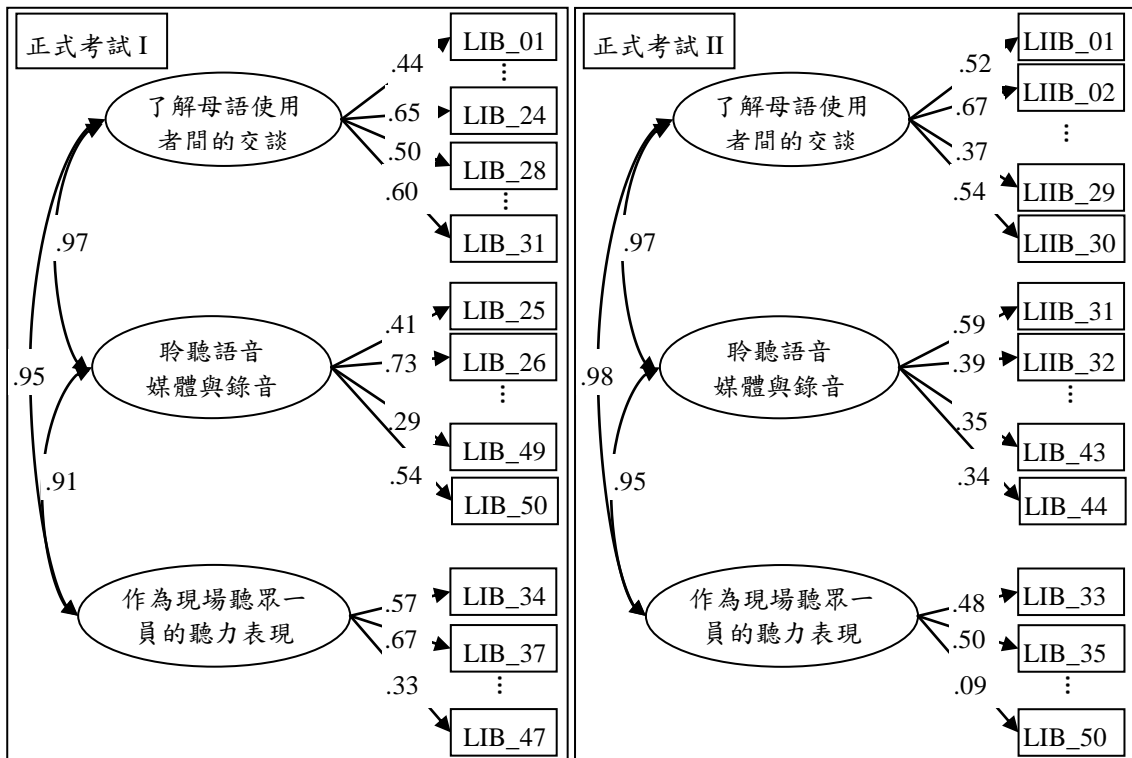 正式考試 I
了解母語使用
者間的交談
.44
.65
.50
.60
LIB_01
⋮
LIB_24
LIB_28
⋮
LIB_31
.97
.95
聆聽語音
媒體與錄音
.41
.73
.29
.54
LIB_25
LIB_26
⋮
LIB_49
LIB_50
.91
作為現場聽眾一
員的聽力表現
.57
.67
.33
LIB_34
LIB_37
⋮
LIB_47
正式考試 II
了解母語使用
者間的交談
.52
.67
.37
.54
LIIB_01
LIIB_02
⋮
LIIB_29
LIIB_30
.97
.98
聆聽語音
媒體與錄音
.59
.39
.35
.34
LIIB_31
LIIB_32
⋮
LIB_43
LIB_44
.95
作為現場聽眾一
員的聽力表現
.48
.50
.09
LIB_33
LIB_35
⋮
LIB_50